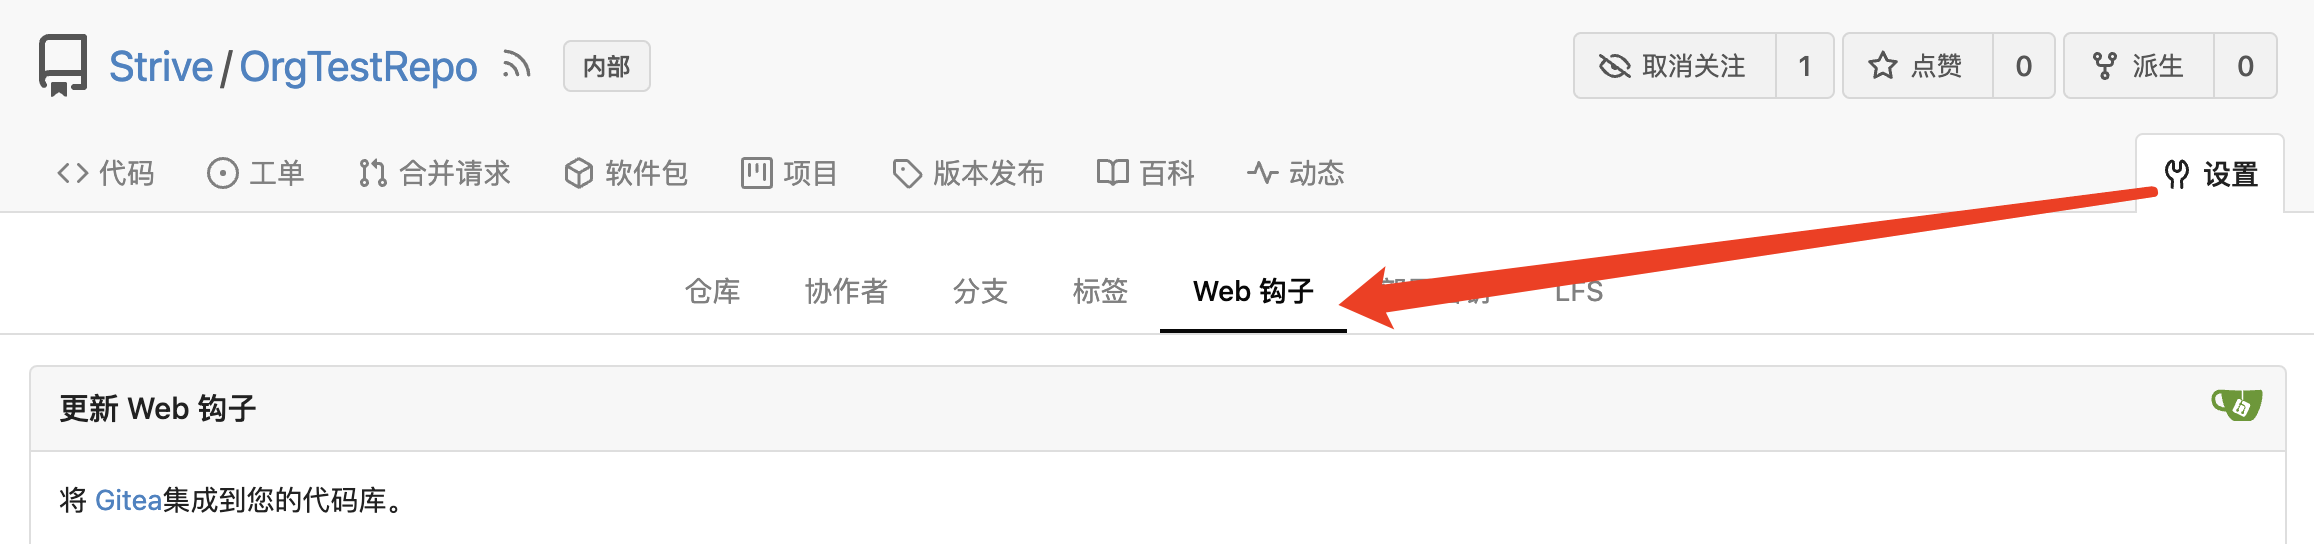 Strive / OrgTestRepo 内部 取消关注 1 点赞 0 派生 0
代码 工单 合并请求 软件包 项目 版本发布 百科 动态 设置
仓库 协作者 分支 标签 Web 钩子 LFS
更新 Web 钩子
将 Gitea集成到您的代码库。